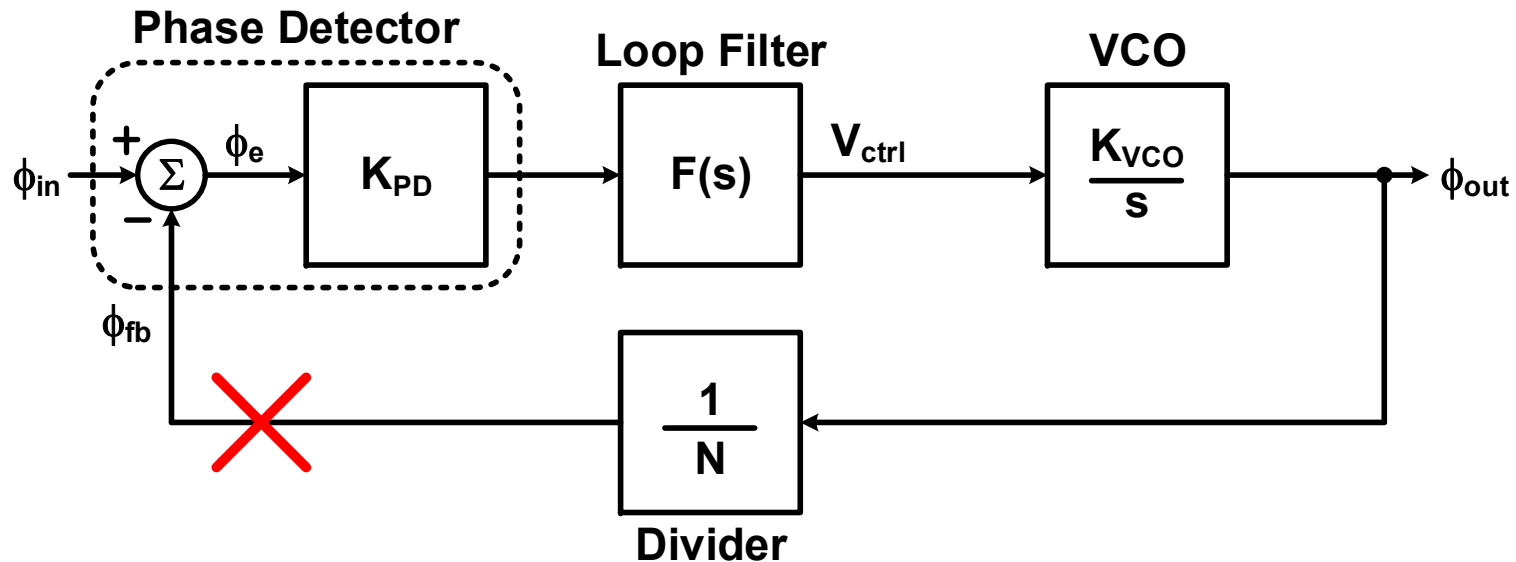 Phase Detector
Loop Filter
VCO
+
ϕin
−
Σ
ϕe
KPD
F(s)
Vctrl
KVCO
s
ϕout
ϕfb
1
N
Divider